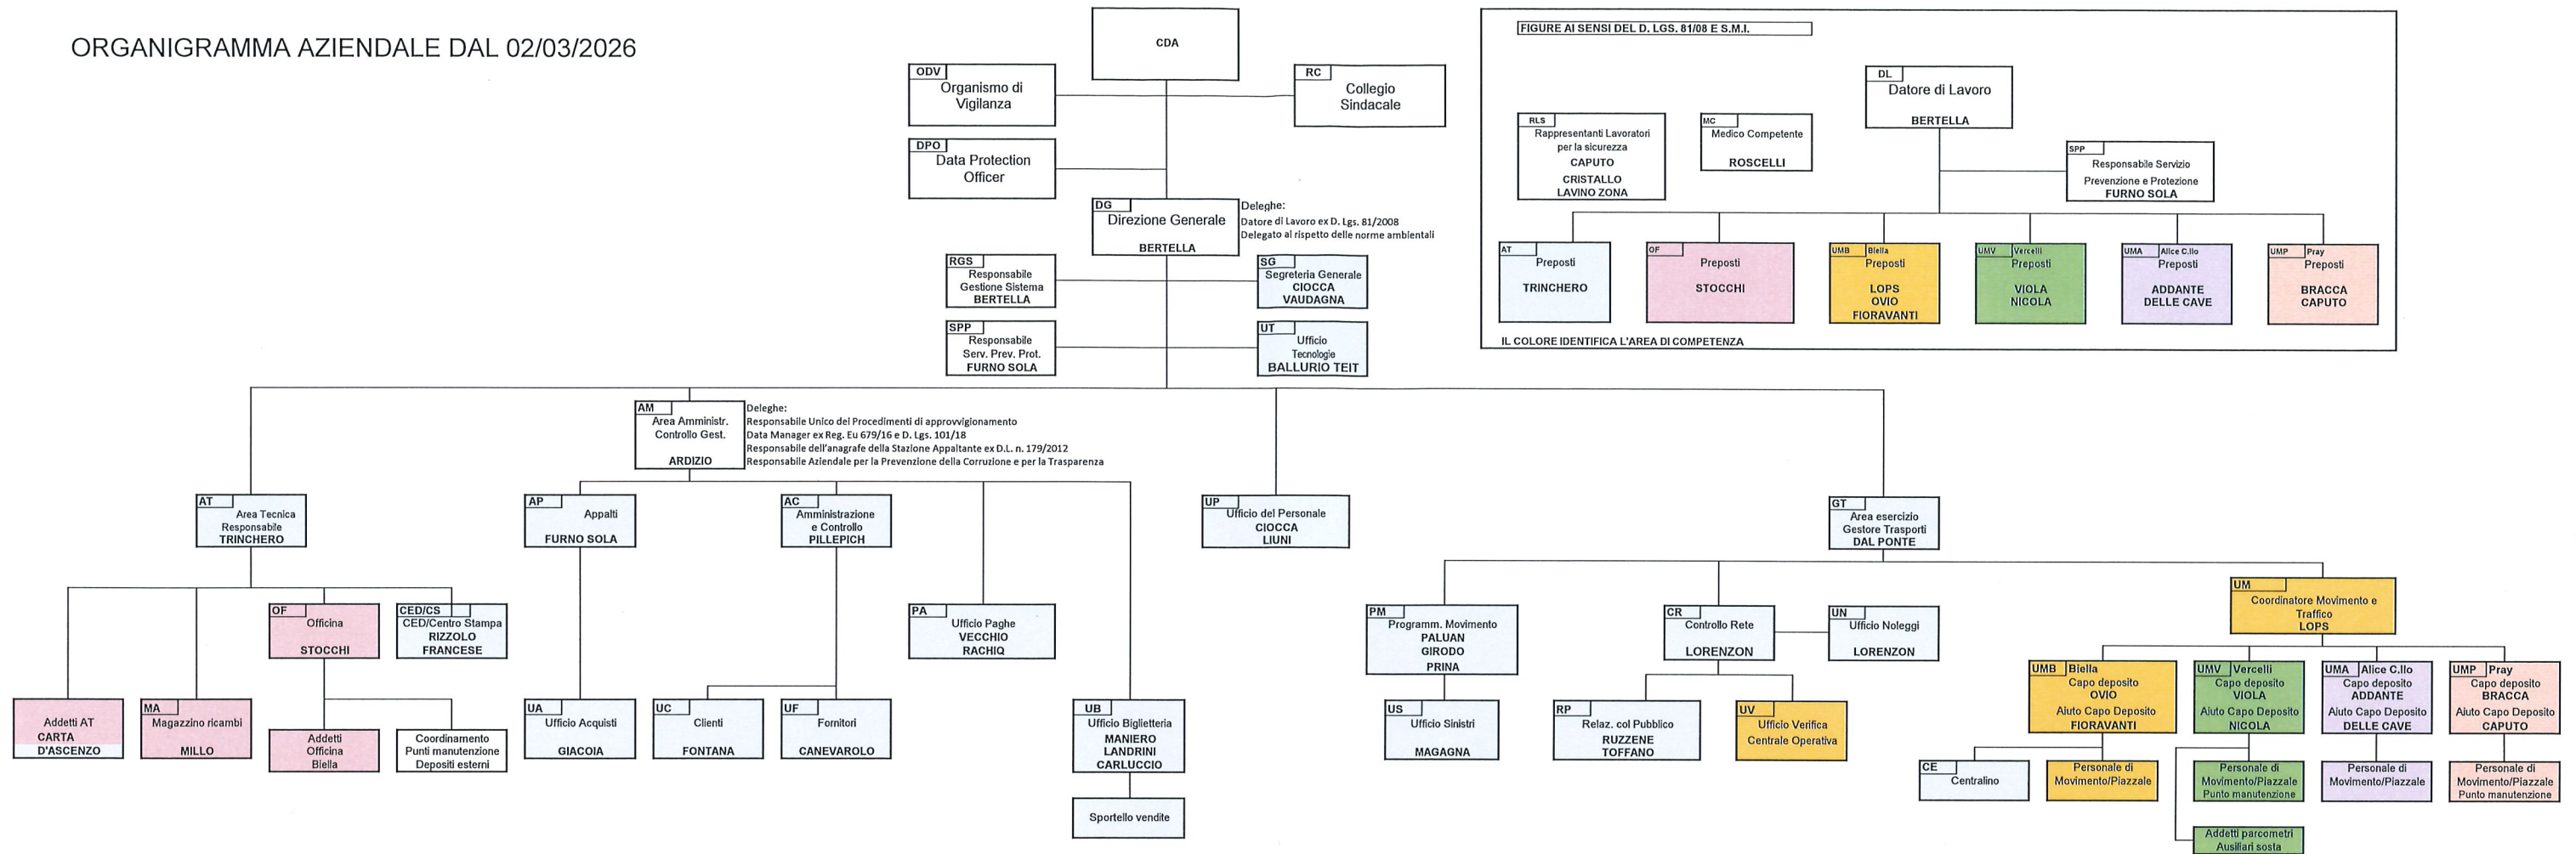 ORGANIGRAMMA AZIENDALE DAL 02/03/2026
CDA
ODV
Organismo di
Vigilanza
RC
Collegio
Sindacale
DPO
Data Protection
Officer
DG
Direzione Generale
BERTELLA
Deleghe:
Datore di Lavoro ex D. Lgs. 81/2008
Delegato al rispetto delle norme ambientali
RGS
Responsabile
Gestione Sistema
BERTELLA
SG
Segreteria Generale
CIOCCA
VAUDAGNA
SPP
Responsabile
Serv. Prev. Prot.
FURNO SOLA
UT
Ufficio
Tecnologie
BALLURIO TEIT
FIGURE AI SENSI DEL D. LGS. 81/08 E S.M.I.
DL
Datore di Lavoro
BERTELLA
RLS
Rappresentanti Lavoratori
per la sicurezza
CAPUTO
CRISTALLO
LAVINO ZONA
MC
Medico Competente
ROSCELLI
SPP
Responsabile Servizio
Prevenzione e Protezione
FURNO SOLA
AT
Preposti
TRINCHERO
OF
Preposti
STOCCHI
UMB Biella
Preposti
LOPS
OVIO
FIORAVANTI
UMV Vercelli
Preposti
VIOLA
NICOLA
UMA Alice C.llo
Preposti
ADDANTE
DELLE CAVE
UMP Pray
Preposti
BRACCA
CAPUTO
IL COLORE IDENTIFICA L'AREA DI COMPETENZA
AM
Area Amministr.
Controllo Gest.
ARDIZIO
Deleghe:
Responsabile Unico dei Procedimenti di approvvigionamento
Data Manager ex Reg. Eu 679/16 e D. Lgs. 101/18
Responsabile dell'anagrafe della Stazione Appaltante ex D.L. n. 179/2012
Responsabile Aziendale per la Prevenzione della Corruzione e per la Trasparenza
AT
Area Tecnica
Responsabile
TRINCHERO
AP
Appalti
FURNO SOLA
AC
Amministrazione
e Controllo
PILLEPICH
UP
Ufficio del Personale
CIOCCA
LIUNI
GT
Area esercizio
Gestore Trasporti
DAL PONTE
OF
Officina
STOCCHI
CED/CS
CED/Centro Stampa
RIZZOLO
FRANCESE
PA
Ufficio Paghe
VECCHIO
RACHIQ
PM
Programm. Movimento
PALUAN
GIRODO
PRINA
CR
Controllo Rete
LORENZON
UN
Ufficio Noleggi
LORENZON
UM
Coordinatore Movimento e
Traffico
LOPS
Addetti AT
CARTA
D'ASCENZO
MA
Magazzino ricambi
MILLO
Addetti
Officina
Biella
Coordinamento
Punti manutenzione
Depositi esterni
UA
Ufficio Acquisti
GIACOIA
UC
Clienti
FONTANA
UF
Fornitori
CANEVAROLO
UB
Ufficio Biglietteria
MANIERO
LANDRINI
CARLUCCIO
Sportello vendite
US
Ufficio Sinistri
MAGAGNA
RP
Relaz. col Pubblico
RUZZENE
TOFFANO
UV
Ufficio Verifica
Centrale Operativa
UMB Biella
Capo deposito
OVIO
Aiuto Capo Deposito
FIORAVANTI
UMV Vercelli
Capo deposito
VIOLA
Aiuto Capo Deposito
NICOLA
UMA Alice C.llo
Capo deposito
ADDANTE
Aiuto Capo Deposito
DELLE CAVE
UMP Pray
Capo deposito
BRACCA
Aiuto Capo Deposito
CAPUTO
CE
Centralino
Personale di
Movimento/Piazzale
Personale di
Movimento/Piazzale
Punto manutenzione
Personale di
Movimento/Piazzale
Personale di
Movimento/Piazzale
Punto manutenzione
Addetti parcometri
Ausiliari sosta